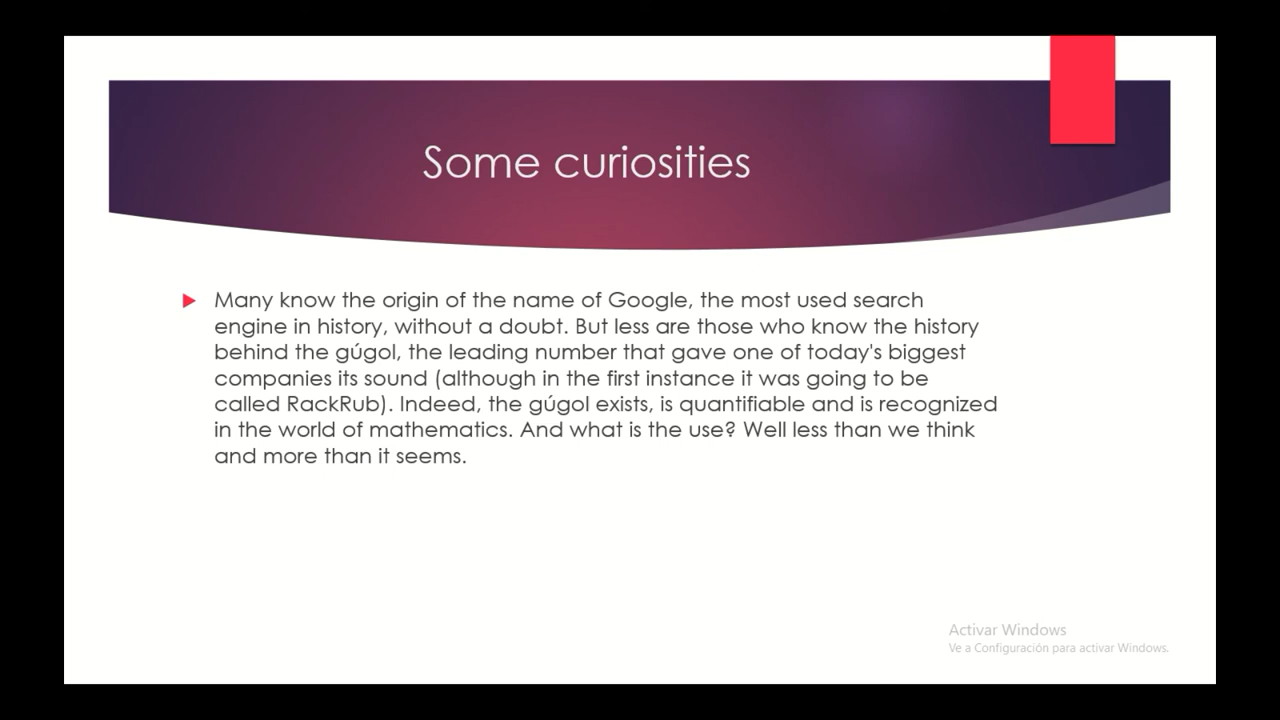 Some curiosities
Many know the origin of the name of Google, the most used search
engine in history, without a doubt. But less are those who know the history
behind the gúgol, the leading number that gave one of today's biggest
companies its sound (although in the first instance it was going to be
called RackRub). Indeed, the gúgol exists, is quantifiable and is recognized
in the world of mathematics. And what is the use? Well less than we think
and more than it seems.
Activar Windows
Ve a Configuración para activar Windows.